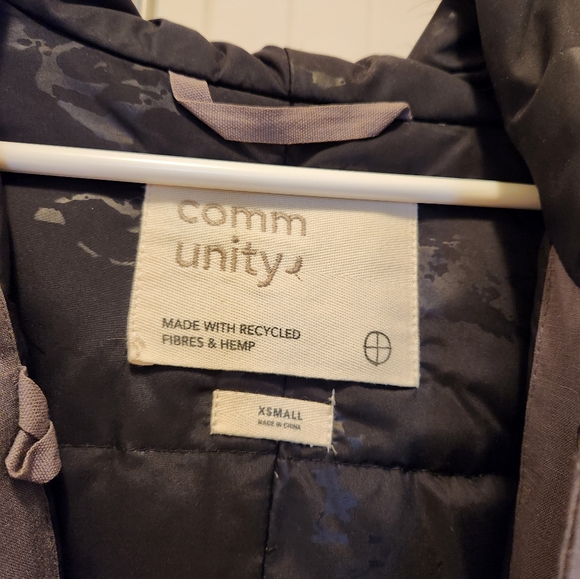 comm
unity
MADE WITH RECYCLED
FIBRES & HEMP
XSMALL
MADE IN CHINA